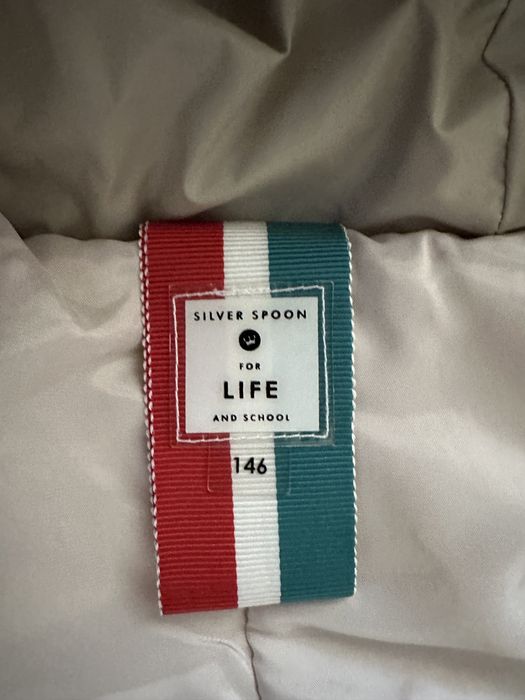 SILVER SPOON
FOR
LIFE
AND SCHOOL
146